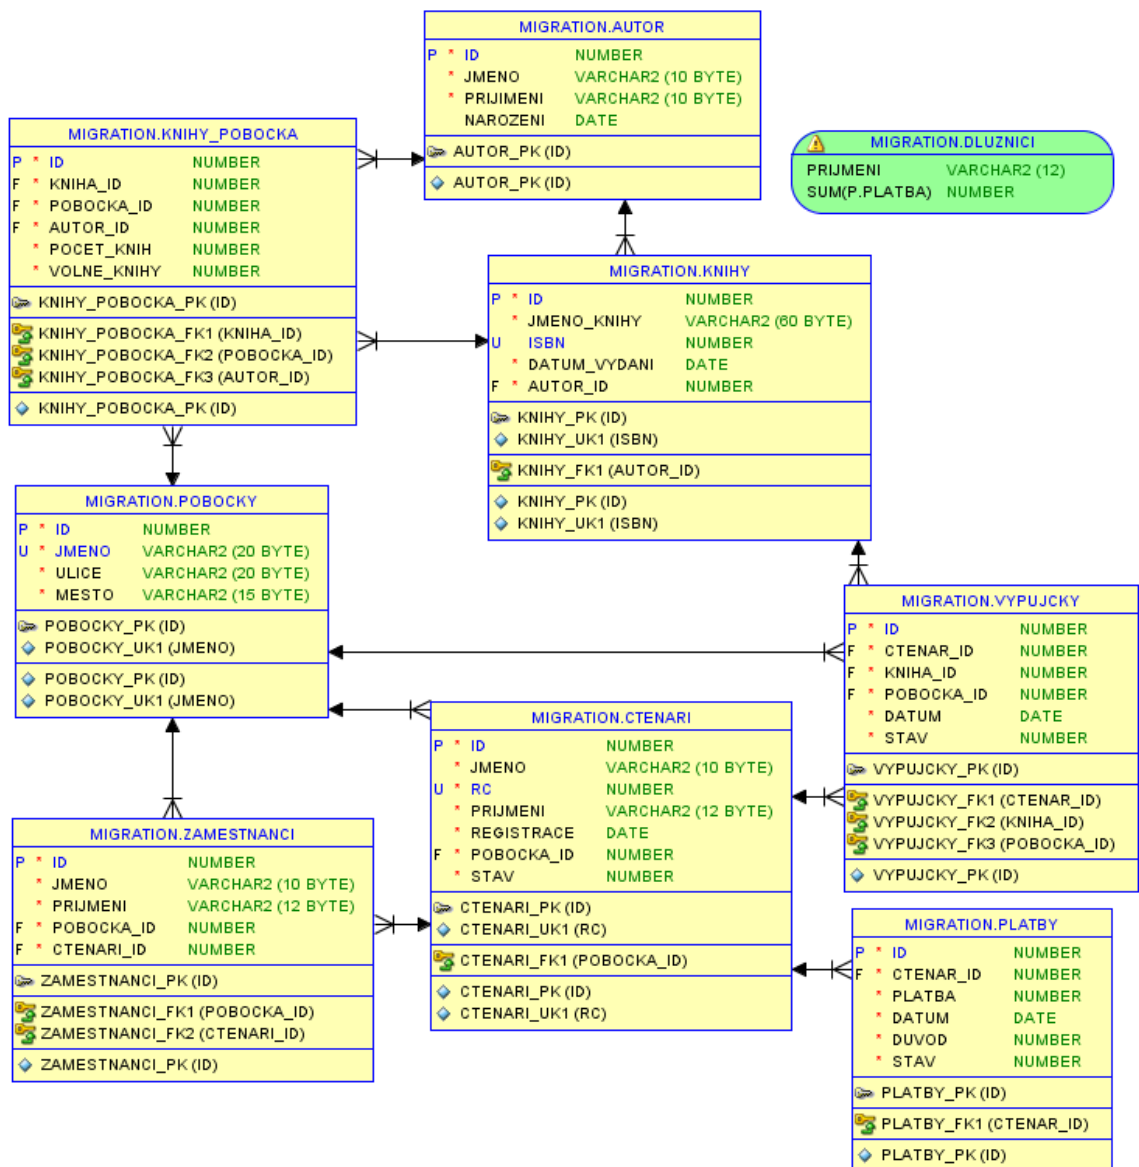 MIGRATION.AUTOR
P * ID NUMBER
* JMENO VARCHAR2 (10 BYTE)
* PRIJIMENI VARCHAR2 (10 BYTE)
NAROZENI DATE
AUTOR_PK (ID)
AUTOR_PK (ID)
MIGRATION.KNIHY_POBOCKA
P * ID NUMBER
F * KNIHA_ID NUMBER
F * POBOCKA_ID NUMBER
F * AUTOR_ID NUMBER
* POCET_KNIH NUMBER
* VOLNE_KNIHY NUMBER
KNIHY_POBOCKA_PK (ID)
KNIHY_POBOCKA_FK1 (KNIHA_ID)
KNIHY_POBOCKA_FK2 (POBOCKA_ID)
KNIHY_POBOCKA_FK3 (AUTOR_ID)
KNIHY_POBOCKA_PK (ID)
MIGRATION.DLUZNICI
PRIJMENI VARCHAR2 (12)
SUM(P.PLATBA) NUMBER
MIGRATION.KNIHY
P * ID NUMBER
* JMENO_KNIHY VARCHAR2 (60 BYTE)
U ISBN NUMBER
* DATUM_VYDANI DATE
F * AUTOR_ID NUMBER
KNIHY_PK (ID)
KNIHY_UK1 (ISBN)
KNIHY_FK1 (AUTOR_ID)
KNIHY_PK (ID)
KNIHY_UK1 (ISBN)
MIGRATION.POBOCKY
P * ID NUMBER
U * JMENO VARCHAR2 (20 BYTE)
* ULICE VARCHAR2 (20 BYTE)
* MESTO VARCHAR2 (15 BYTE)
POBOCKY_PK (ID)
POBOCKY_UK1 (JMENO)
POBOCKY_PK (ID)
POBOCKY_UK1 (JMENO)
MIGRATION.VYPUJCKY
P * ID NUMBER
F * CTENAR_ID NUMBER
F * KNIHA_ID NUMBER
F * POBOCKA_ID NUMBER
* DATUM DATE
* STAV NUMBER
VYPUJCKY_PK (ID)
VYPUJCKY_FK1 (CTENAR_ID)
VYPUJCKY_FK2 (KNIHA_ID)
VYPUJCKY_FK3 (POBOCKA_ID)
VYPUJCKY_PK (ID)
MIGRATION.CTENARI
P * ID NUMBER
* JMENO VARCHAR2 (10 BYTE)
U * RC NUMBER
* PRIJMENI VARCHAR2 (12 BYTE)
* REGISTRACE DATE
F * POBOCKA_ID NUMBER
* STAV NUMBER
CTENARI_PK (ID)
CTENARI_UK1 (RC)
CTENARI_FK1 (POBOCKA_ID)
CTENARI_PK (ID)
CTENARI_UK1 (RC)
MIGRATION.ZAMESTNANCI
P * ID NUMBER
* JMENO VARCHAR2 (10 BYTE)
* PRIJMENI VARCHAR2 (12 BYTE)
F * POBOCKA_ID NUMBER
F * CTENARI_ID NUMBER
ZAMESTNANCI_PK (ID)
ZAMESTNANCI_FK1 (POBOCKA_ID)
ZAMESTNANCI_FK2 (CTENARI_ID)
ZAMESTNANCI_PK (ID)
MIGRATION.PLATBY
P * ID NUMBER
F * CTENAR_ID NUMBER
* PLATBA NUMBER
* DATUM DATE
* DUVOD NUMBER
* STAV NUMBER
PLATBY_PK (ID)
PLATBY_FK1 (CTENAR_ID)
PLATBY_PK (ID)